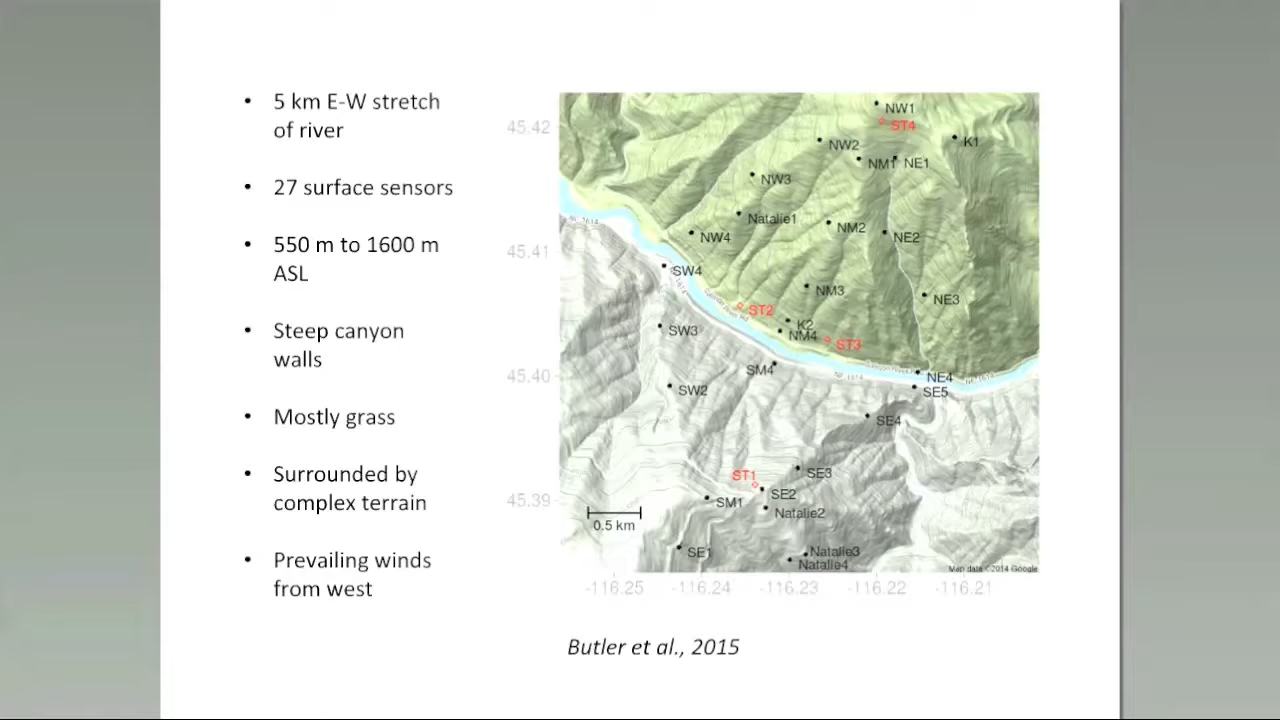 • 5 km E-W stretch
of river
• 27 surface sensors
• 550 m to 1600 m
ASL
• Steep canyon
walls
• Mostly grass
• Surrounded by
complex terrain
• Prevailing winds
from west
45.42
45.41
45.40
45.39
NW1
ST4
K1
NW2
NM1
NE1
NW3
Natalie1
NM2
NW4
NE2
SW4
NM3
NE3
ST2
K2
NM4
ST3
SW3
SM4
NE4
SE5
SW2
SE4
ST1
SE3
SE2
SM1
Natalie2
0.5 km
SE1
Natalie3
Natalie4
Map data ©2014 Google
-116.25 -116.24 -116.23 -116.22 -116.21
Butler et al., 2015